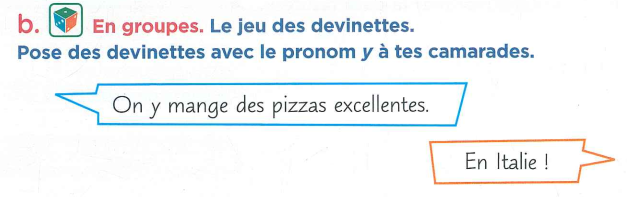 b. En groupes. Le jeu des devinettes.
Pose des devinettes avec le pronom y à tes camarades.
On y mange des pizzas excellentes.
En Italie !